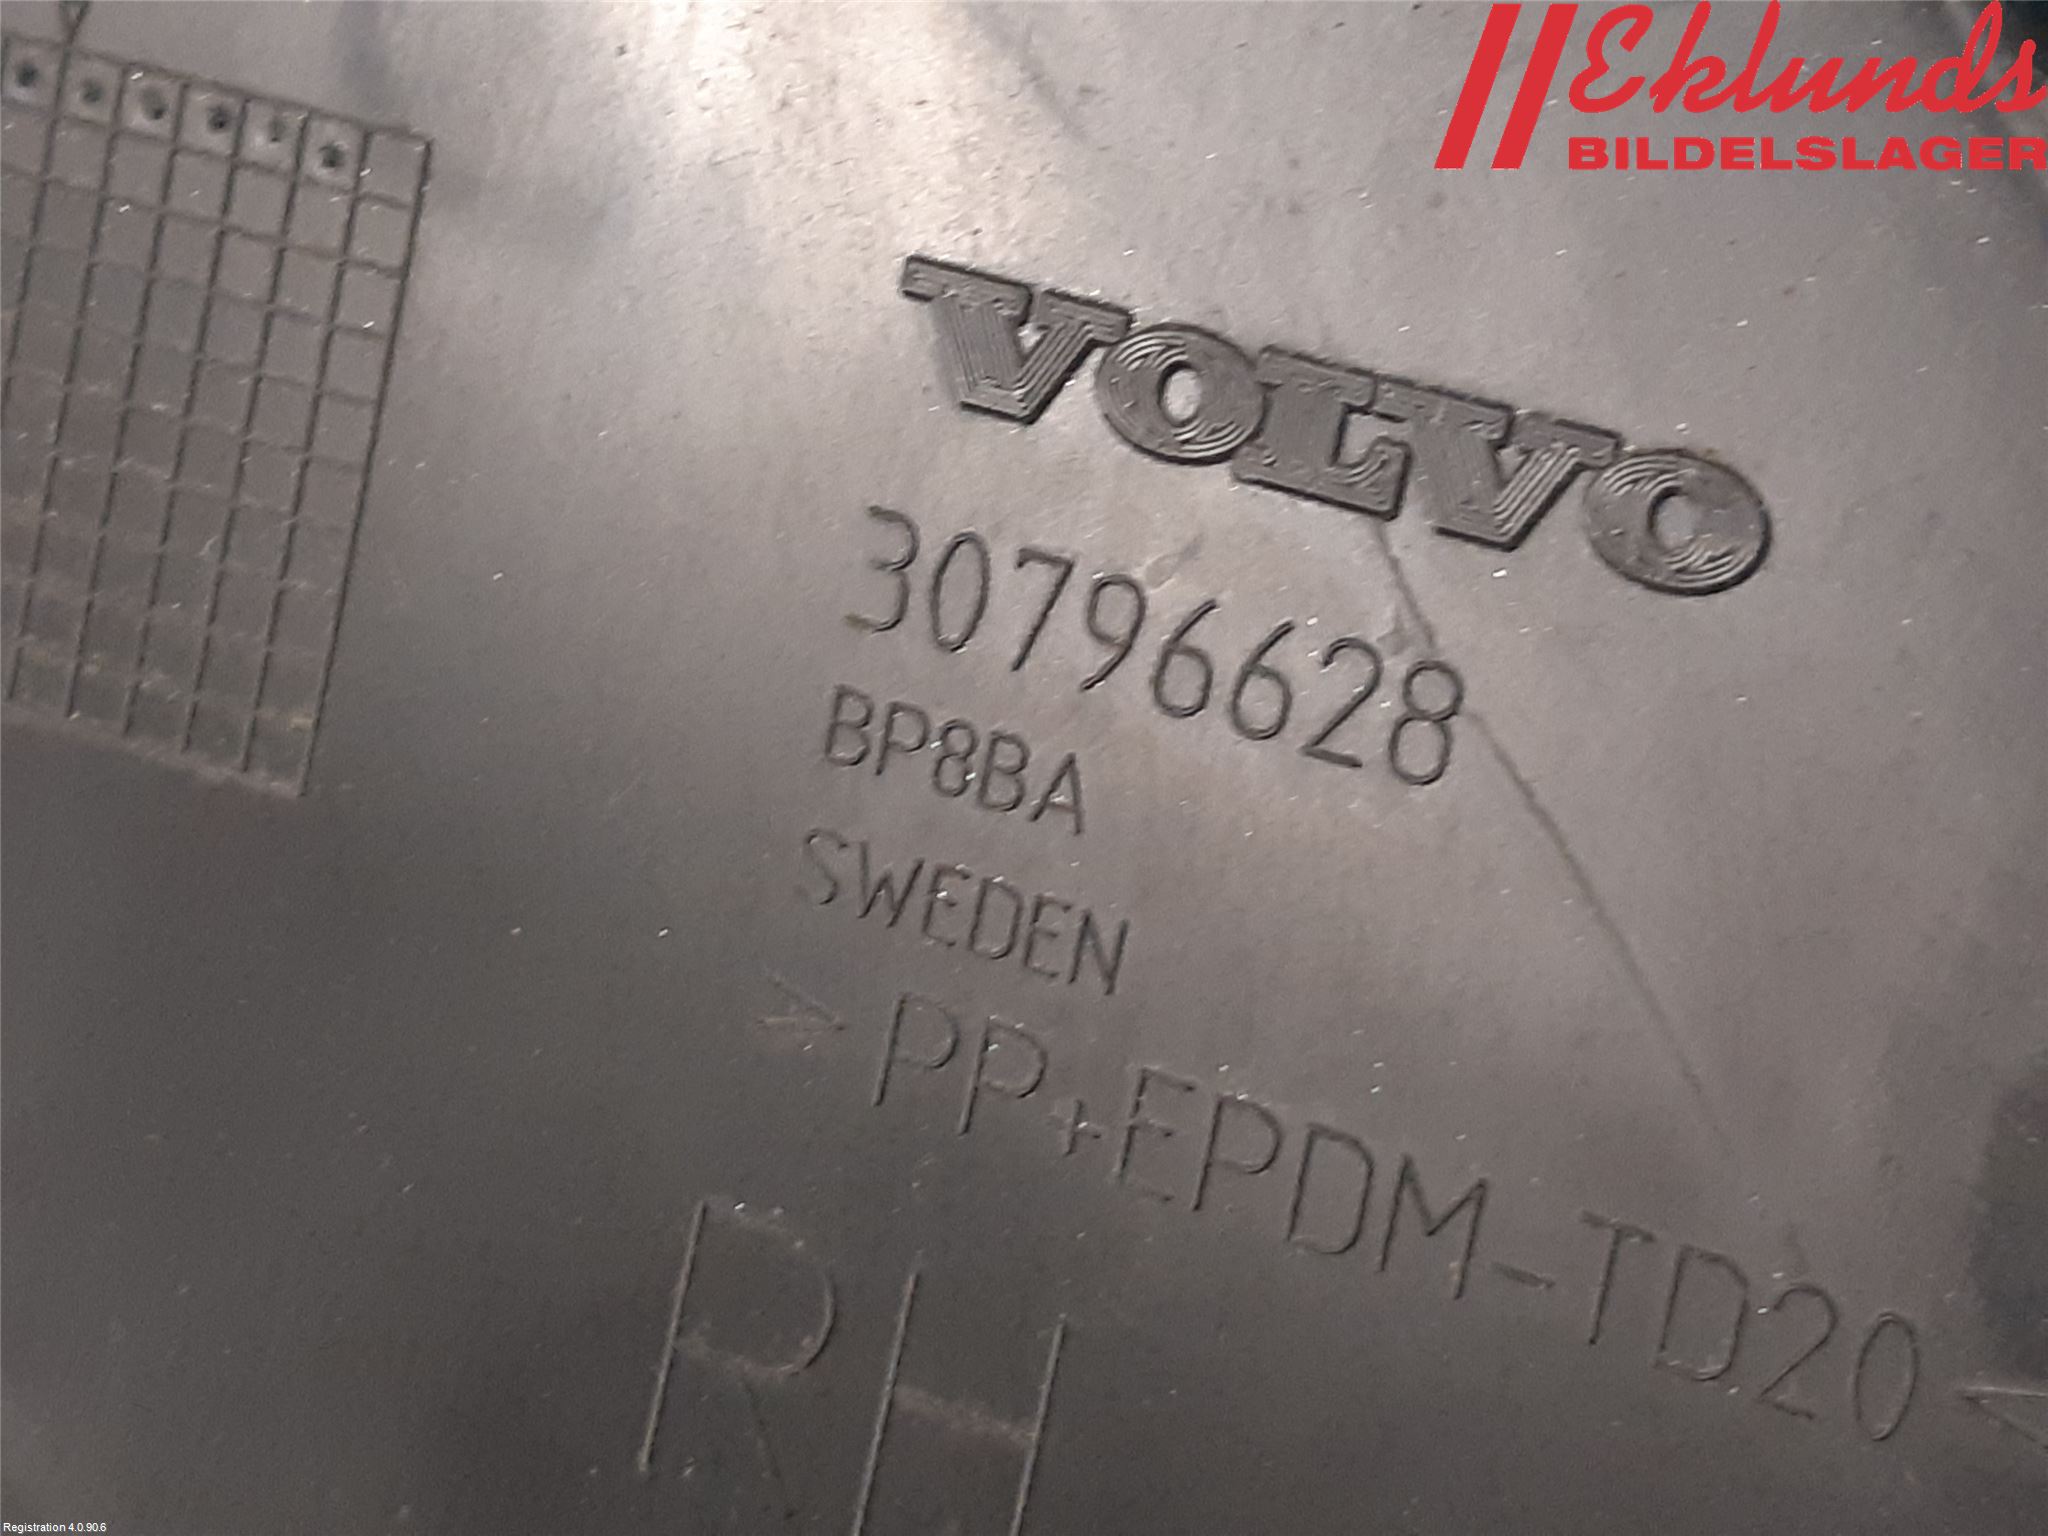 Eklunds
BILDELSLAGER
VOLVO
30796628
BP8BA
SWEDEN
>PP+EPDM-TD20<
RH
Registration 4.0.90.6